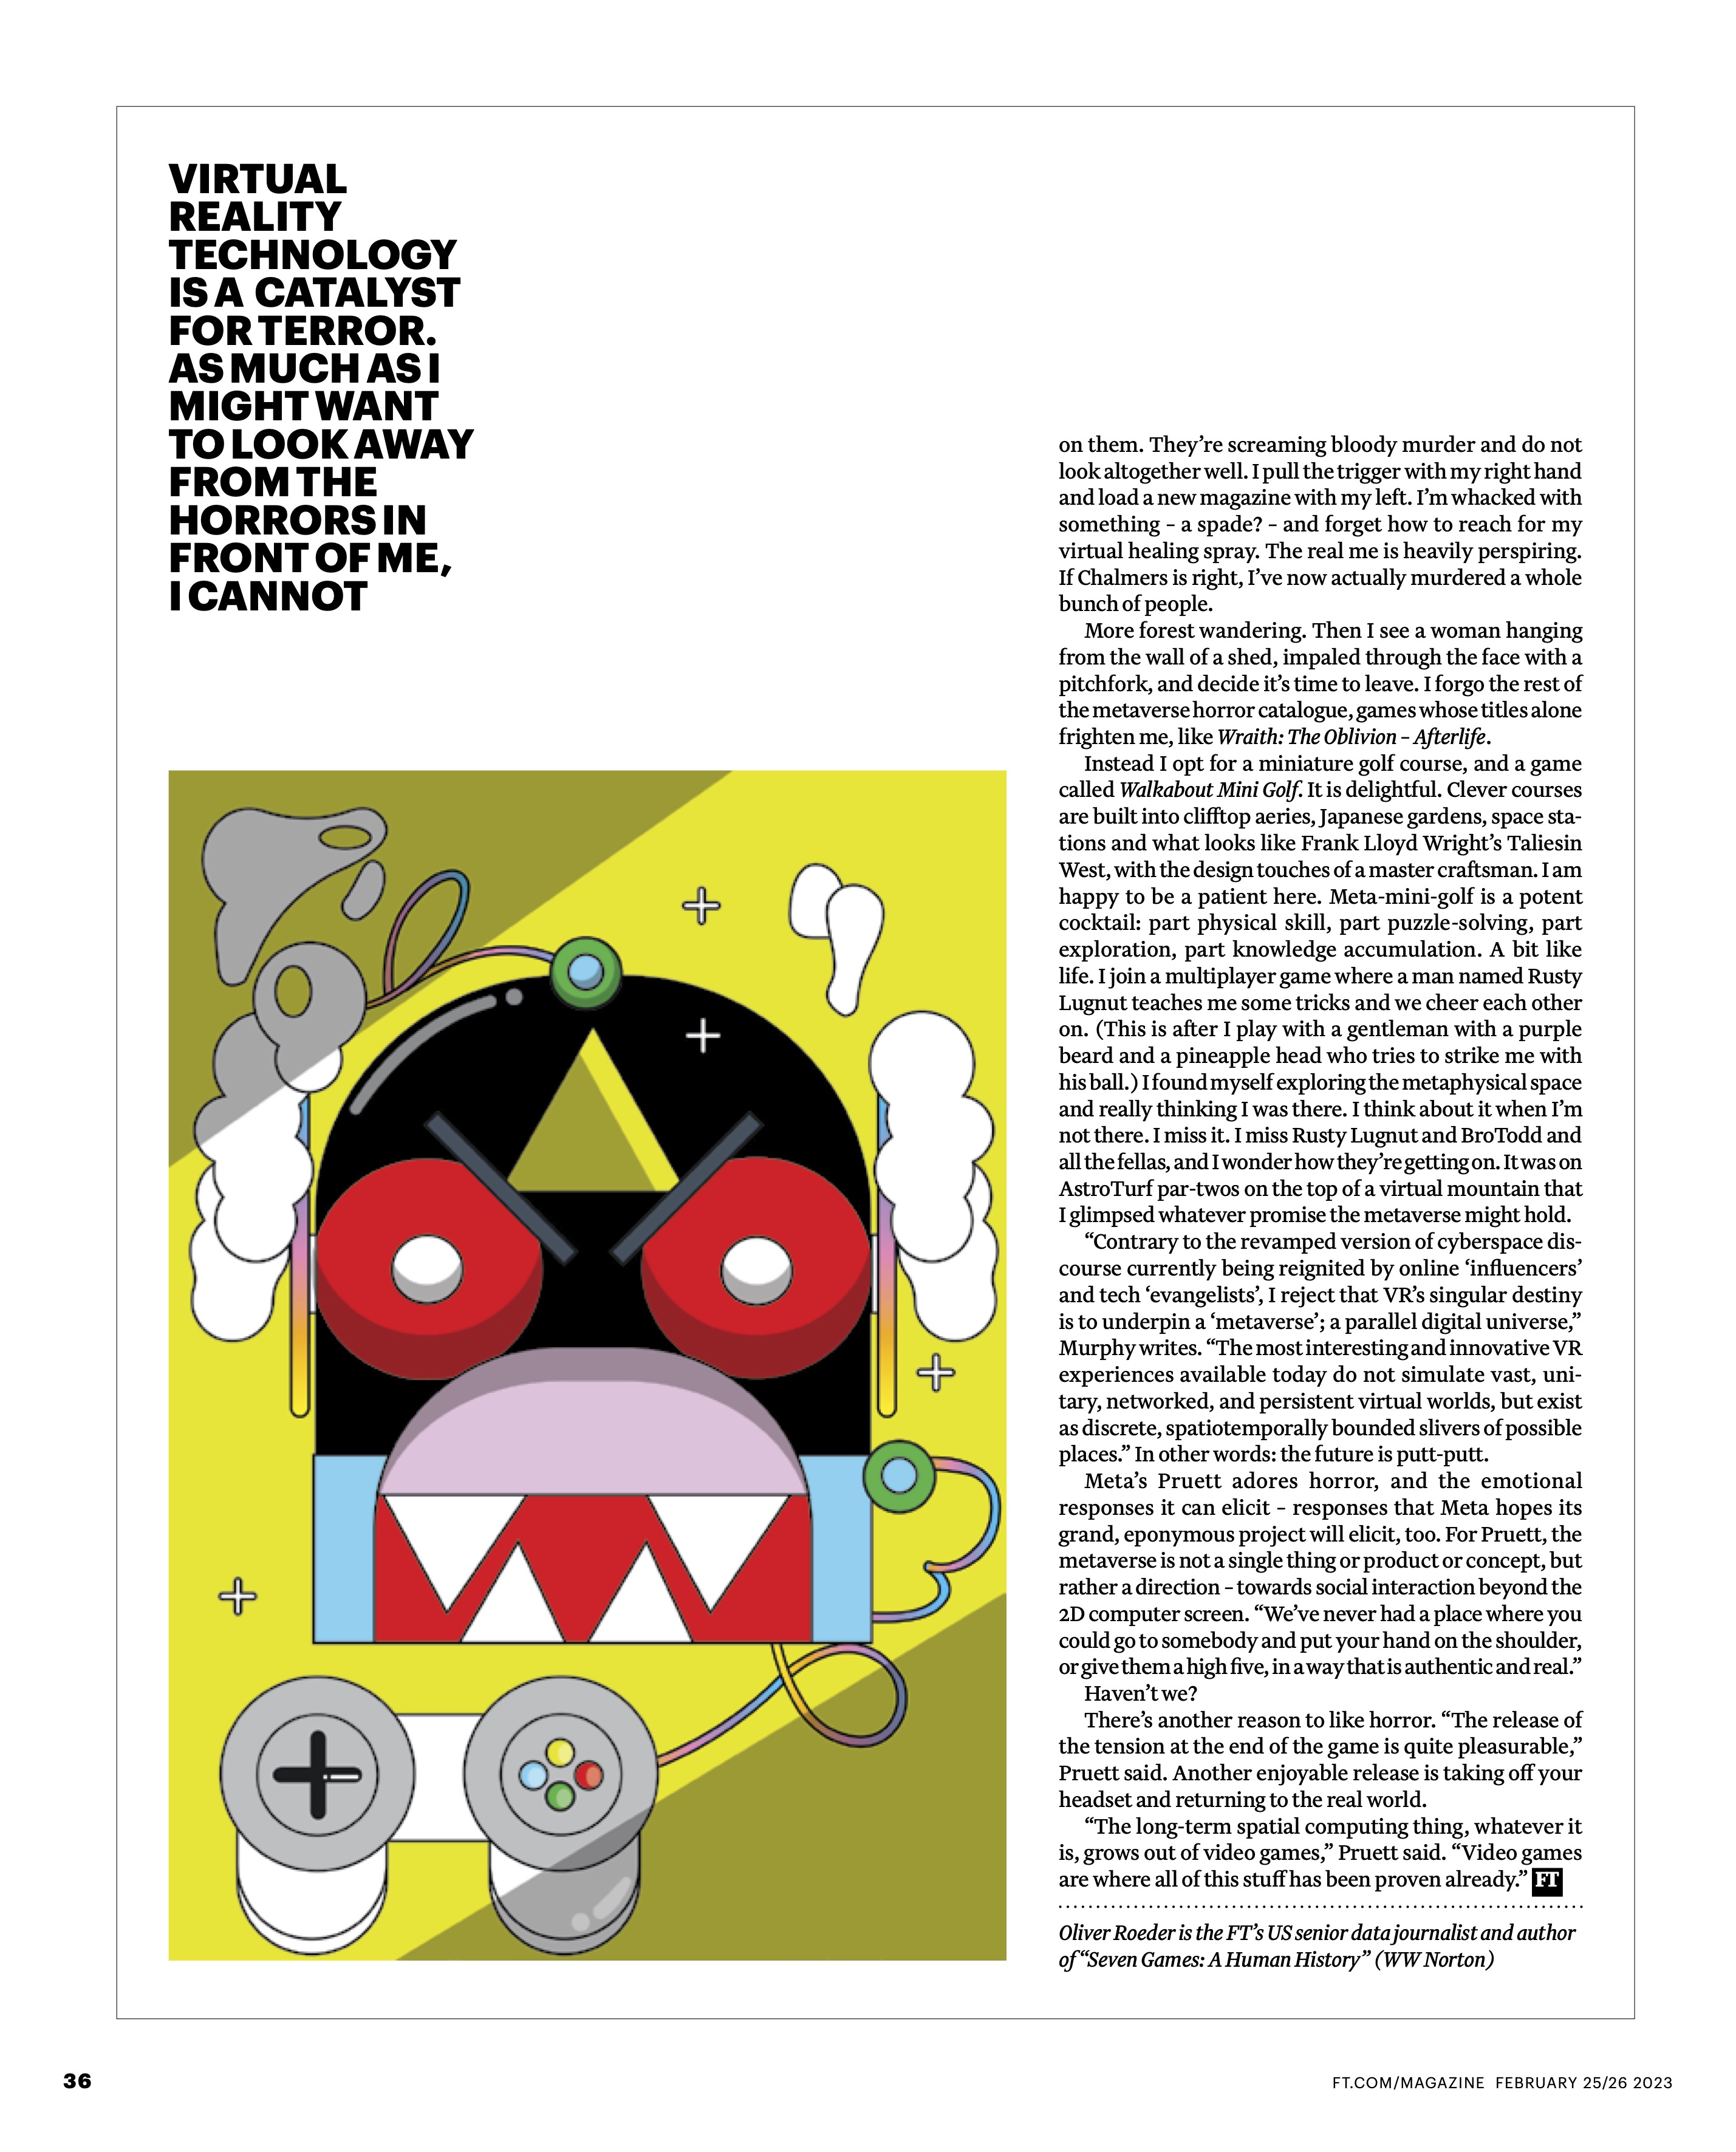 VIRTUAL
REALITY
TECHNOLOGY
IS A CATALYST
FOR TERROR.
AS MUCH AS I
MIGHT WANT
TO LOOK AWAY
FROM THE
HORRORS IN
FRONT OF ME,
I CANNOT
on them. They’re screaming bloody murder and do not
look altogether well. I pull the trigger with my right hand
and load a new magazine with my left. I’m whacked with
something – a spade? – and forget how to reach for my
virtual healing spray. The real me is heavily perspiring.
If Chalmers is right, I’ve now actually murdered a whole
bunch of people.
More forest wandering. Then I see a woman hanging
from the wall of a shed, impaled through the face with a
pitchfork, and decide it’s time to leave. I forgo the rest of
the metaverse horror catalogue, games whose titles alone
frighten me, like Wraith: The Oblivion – Afterlife.
Instead I opt for a miniature golf course, and a game
called Walkabout Mini Golf. It is delightful. Clever courses
are built into clifftop aeries, Japanese gardens, space sta-
tions and what looks like Frank Lloyd Wright’s Taliesin
West, with the design touches of a master craftsman. I am
happy to be a patient here. Meta-mini-golf is a potent
cocktail: part physical skill, part puzzle-solving, part
exploration, part knowledge accumulation. A bit like
life. I join a multiplayer game where a man named Rusty
Lugnut teaches me some tricks and we cheer each other
on. (This is after I play with a gentleman with a purple
beard and a pineapple head who tries to strike me with
his ball.) I found myself exploring the metaphysical space
and really thinking I was there. I think about it when I’m
not there. I miss it. I miss Rusty Lugnut and BroTodd and
all the fellas, and I wonder how they’re getting on. It was on
AstroTurf par-twos on the top of a virtual mountain that
I glimpsed whatever promise the metaverse might hold.
“Contrary to the revamped version of cyberspace dis-
course currently being reignited by online ‘influencers’
and tech ‘evangelists’, I reject that VR’s singular destiny
is to underpin a ‘metaverse’; a parallel digital universe,”
Murphy writes. “The most interesting and innovative VR
experiences available today do not simulate vast, uni-
tary, networked, and persistent virtual worlds, but exist
as discrete, spatiotemporally bounded slivers of possible
places.” In other words: the future is putt-putt.
Meta’s Pruett adores horror, and the emotional
responses it can elicit – responses that Meta hopes its
grand, eponymous project will elicit, too. For Pruett, the
metaverse is not a single thing or product or concept, but
rather a direction – towards social interaction beyond the
2D computer screen. “We’ve never had a place where you
could go to somebody and put your hand on the shoulder,
or give them a high five, in a way that is authentic and real.”
Haven’t we?
There’s another reason to like horror. “The release of
the tension at the end of the game is quite pleasurable,”
Pruett said. Another enjoyable release is taking off your
headset and returning to the real world.
“The long-term spatial computing thing, whatever it
is, grows out of video games,” Pruett said. “Video games
are where all of this stuff has been proven already.” FT
Oliver Roeder is the FT’s US senior data journalist and author
of “Seven Games: A Human History” (WW Norton)
36
FT.COM/MAGAZINE FEBRUARY 25/26 2023